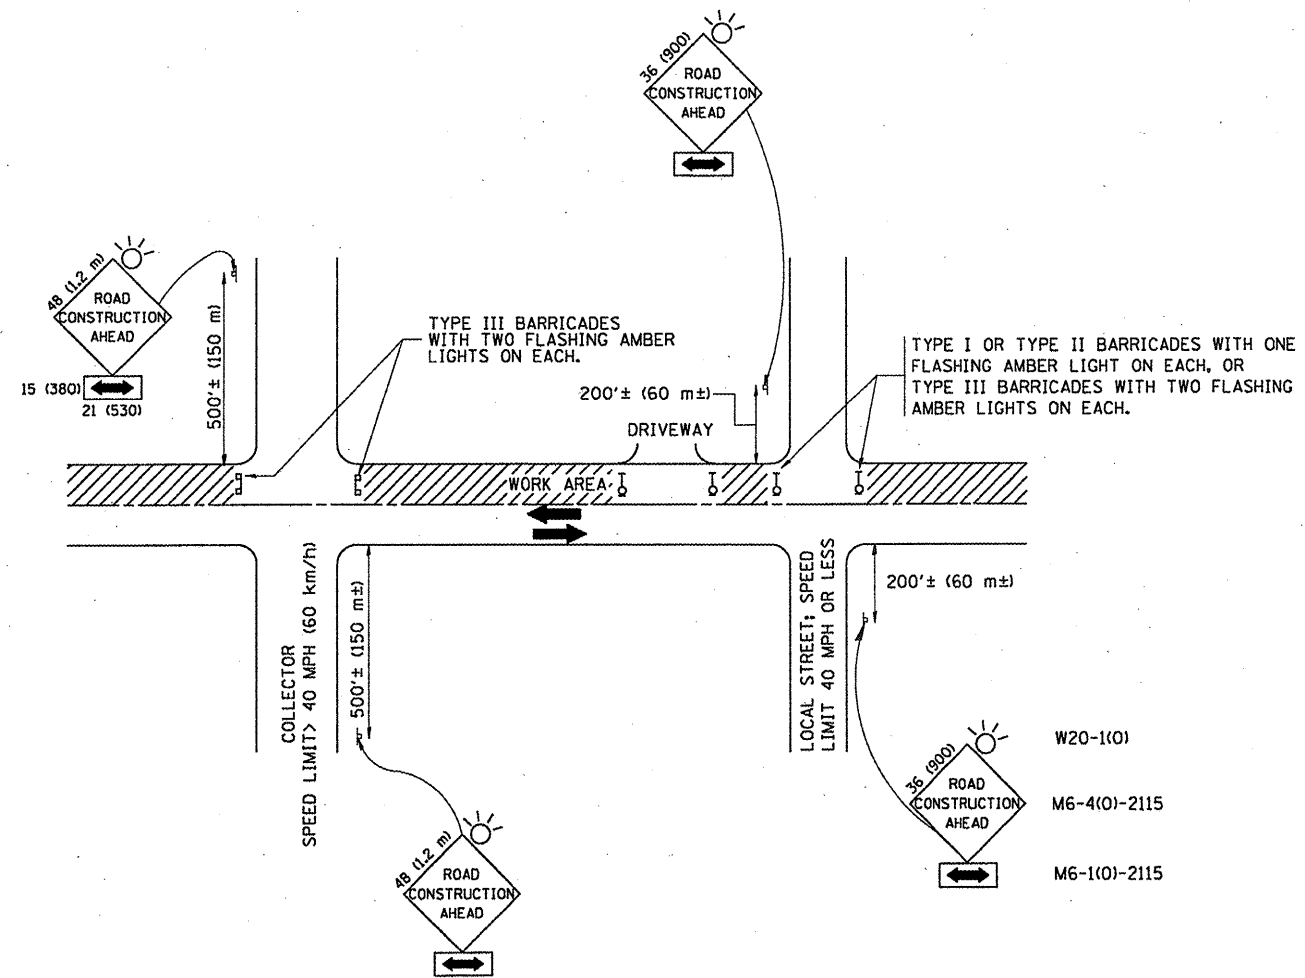 36 (900)
ROAD
CONSTRUCTION
AHEAD
48 (1.2 m)
ROAD
CONSTRUCTION
AHEAD
15 (380)
21 (530)
500'± (150 m)
TYPE III BARRICADES
WITH TWO FLASHING AMBER
LIGHTS ON EACH.
200'± (60 m±)
DRIVEWAY
TYPE I OR TYPE II BARRICADES WITH ONE
FLASHING AMBER LIGHT ON EACH, OR
TYPE III BARRICADES WITH TWO FLASHING
AMBER LIGHTS ON EACH.
WORK AREA
COLLECTOR
SPEED LIMIT> 40 MPH (60 km/h)
500'± (150 m±)
LOCAL STREET; SPEED
LIMIT 40 MPH OR LESS
200'± (60 m±)
36 (900)
ROAD
CONSTRUCTION
AHEAD
W20-1(O)
M6-4(O)-2115
M6-1(O)-2115
48 (1.2 m)
ROAD
CONSTRUCTION
AHEAD